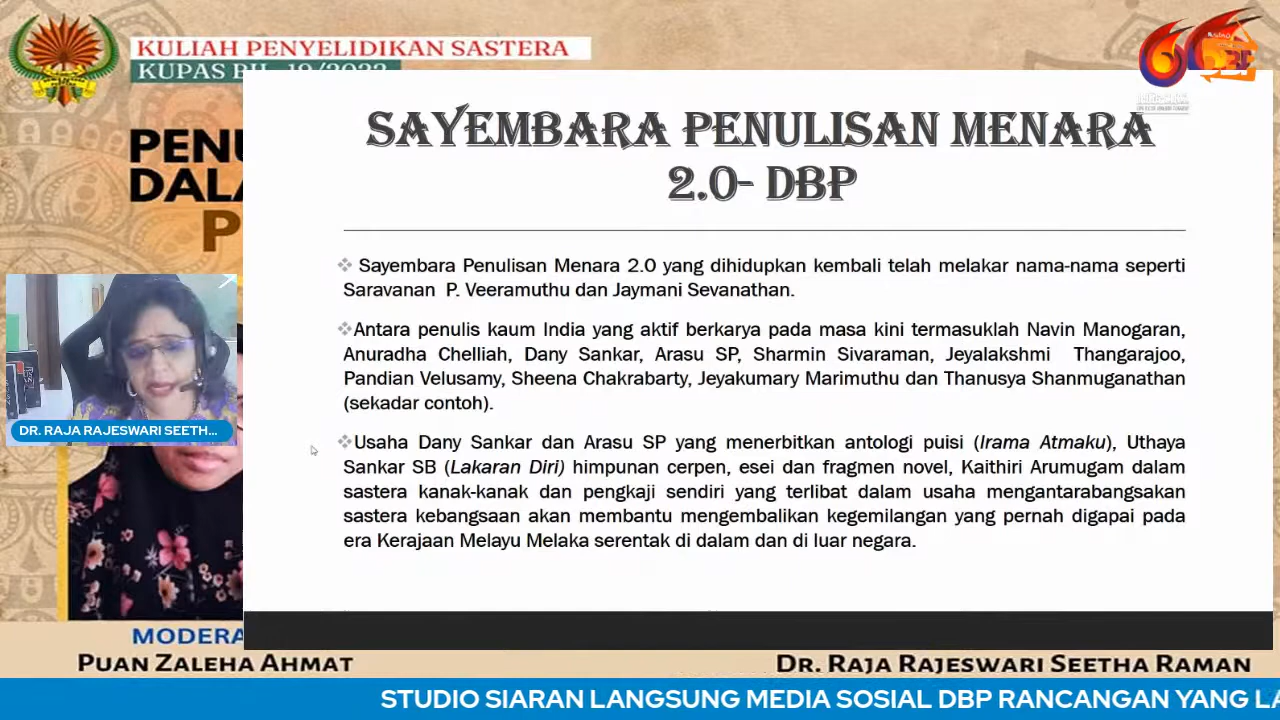 KULIAH PENYELIDIKAN SASTERA
KUPAS BIL 19/2022
PENU
DALA
P
SAYEMBARA PENULISAN MENARA
2.0- DBP
Sayembara Penulisan Menara 2.0 yang dihidupkan kembali telah melakar nama-nama seperti
Saravanan P. Veeramuthu dan Jaymani Sevanathan.
Antara penulis kaum India yang aktif berkarya pada masa kini termasuklah Navin Manogaran,
Anuradha Chelliah, Dany Sankar, Arasu SP, Sharmin Sivaraman, Jeyalakshmi Thangarajoo,
Pandian Velusamy, Sheena Chakrabarty, Jeyakumary Marimuthu dan Thanusya Shanmuganathan
(sekadar contoh).
Usaha Dany Sankar dan Arasu SP yang menerbitkan antologi puisi (Irama Atmaku), Uthaya
Sankar SB (Lakaran Diri) himpunan cerpen, esei dan fragmen novel, Kaithiri Arumugam dalam
sastera kanak-kanak dan pengkaji sendiri yang terlibat dalam usaha mengantarabangsakan
sastera kebangsaan akan membantu mengembalikan kegemilangan yang pernah digapai pada
era Kerajaan Melayu Melaka serentak di dalam dan di luar negara.
DR. RAJA RAJESWARI SEETH...
MODERA
PUAN ZALEHA AHMAT
DR. RAJA RAJESWARI SEETHA RAMAN
STUDIO SIARAN LANGSUNG MEDIA SOSIAL DBP RANCANGAN YANG LA